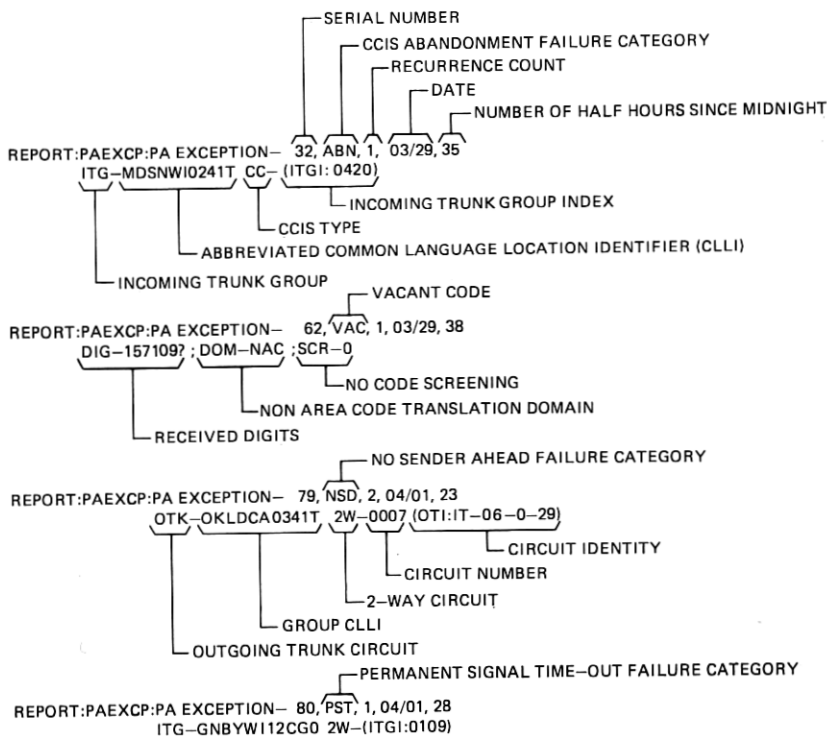 SERIAL NUMBER
CCIS ABANDONMENT FAILURE CATEGORY
RECURRENCE COUNT
DATE
NUMBER OF HALF HOURS SINCE MIDNIGHT
REPORT:PAEXCP:PA EXCEPTION– 32, ABN, 1, 03/29, 35
ITG–MDSNWI0241T CC– (ITGI: 0420)
INCOMING TRUNK GROUP INDEX
CCIS TYPE
ABBREVIATED COMMON LANGUAGE LOCATION IDENTIFIER (CLLI)
INCOMING TRUNK GROUP
VACANT CODE
REPORT:PAEXCP:PA EXCEPTION– 62, VAC, 1, 03/29, 38
DIG–157109? ; DOM–NAC ; SCR–0
NO CODE SCREENING
NON AREA CODE TRANSLATION DOMAIN
RECEIVED DIGITS
NO SENDER AHEAD FAILURE CATEGORY
REPORT:PAEXCP:PA EXCEPTION– 79, NSD, 2, 04/01, 23
OTK–OKLDCA0341T 2W–0007 (OTI:IT–06–0–29)
CIRCUIT IDENTITY
CIRCUIT NUMBER
2–WAY CIRCUIT
GROUP CLLI
OUTGOING TRUNK CIRCUIT
PERMANENT SIGNAL TIME–OUT FAILURE CATEGORY
REPORT:PAEXCP:PA EXCEPTION– 80, PST, 1, 04/01, 28
ITG–GNBYWI12CG0 2W–(ITGI:0109)